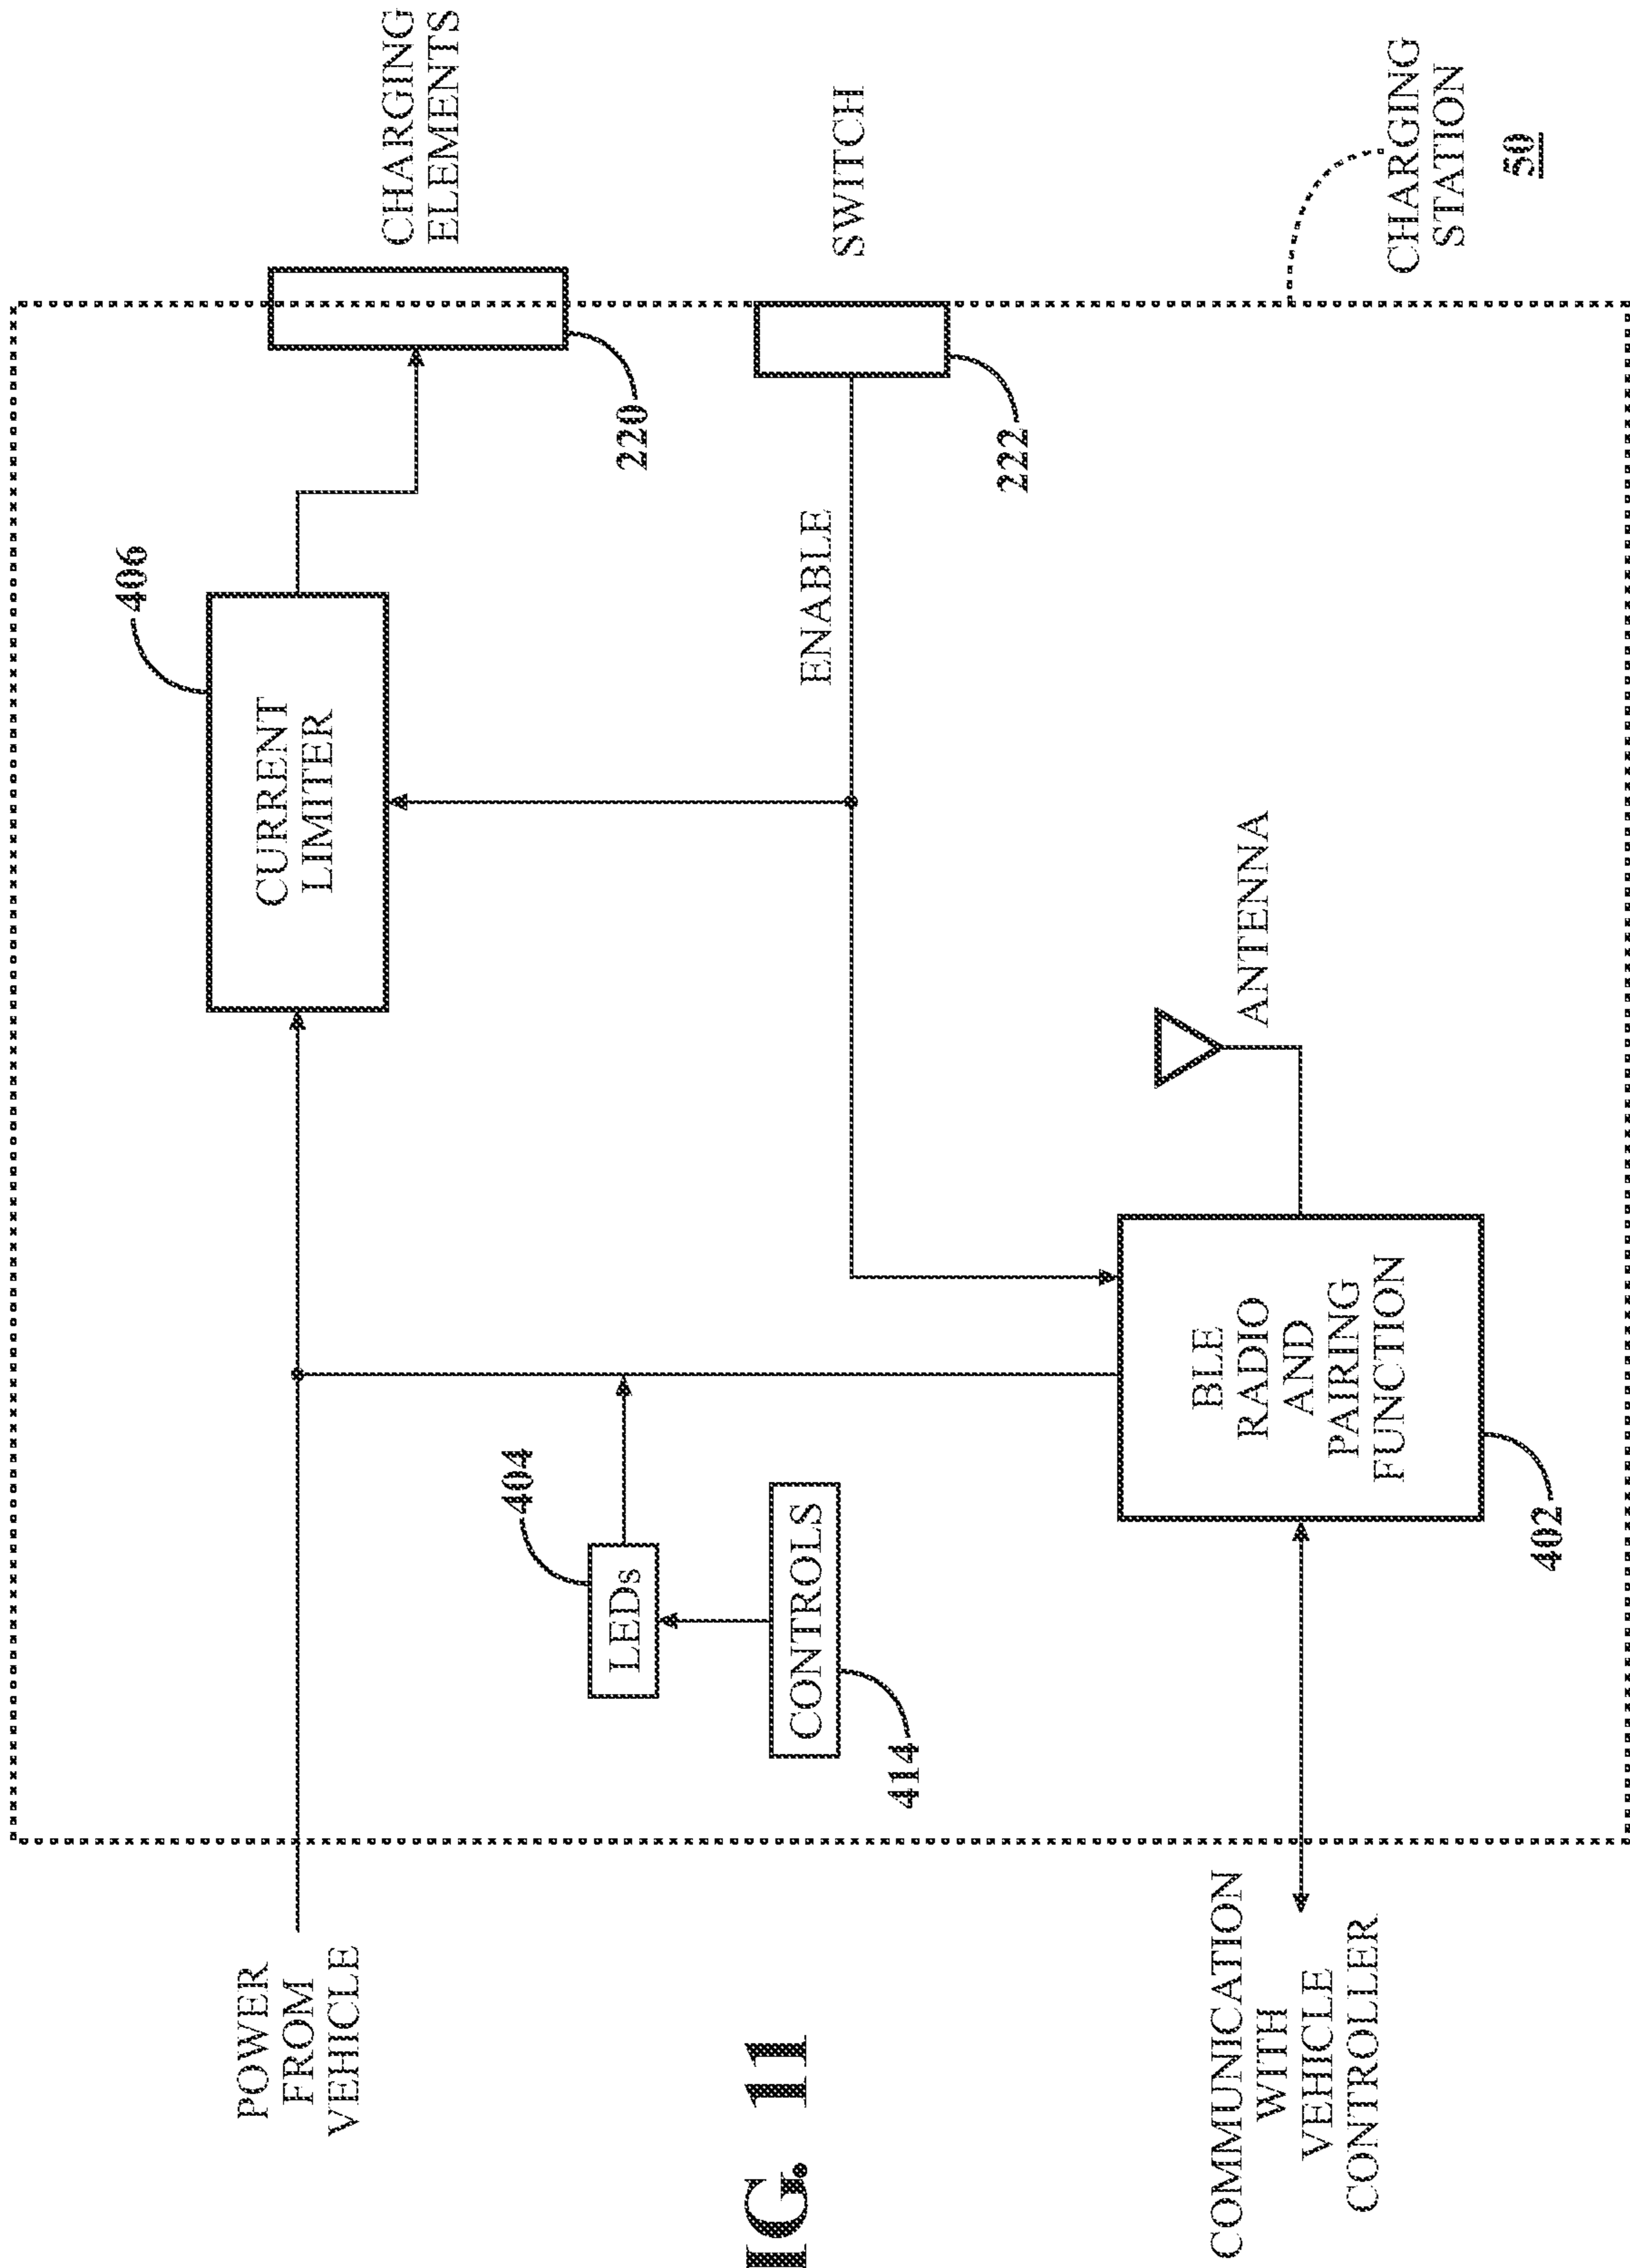 POWER
FROM
VEHICLE
406
CURRENT
LIMITER
CHARGING
ELEMENTS
220
404
LEDs
CONTROLS
414
ENABLE
SWITCH
222
BLE
RADIO
AND
PAIRING
FUNCTION
402
ANTENNA
COMMUNICATION
WITH
VEHICLE
CONTROLLER
CHARGING
STATION
50
IG. 11